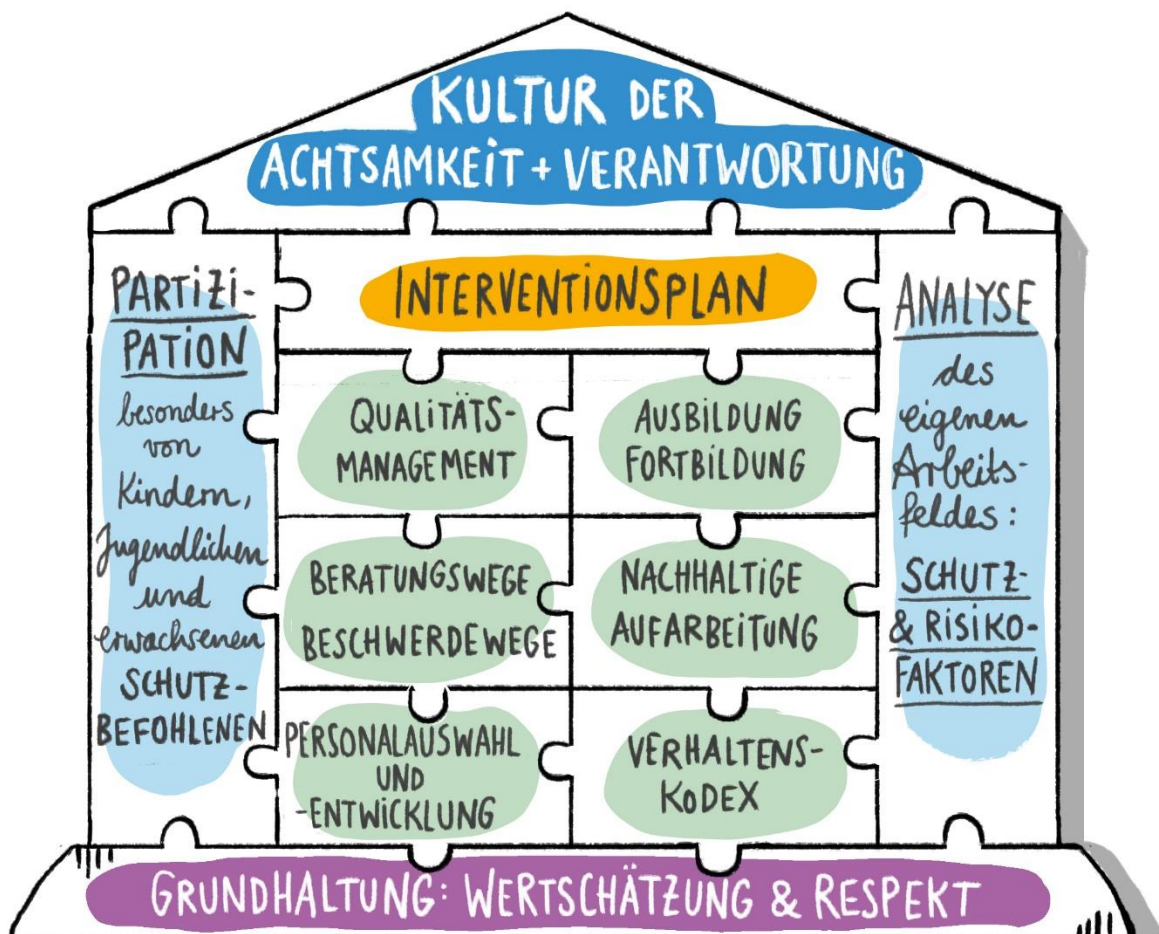 KULTUR DER
ACHTSAMKEIT + VERANTWORTUNG
PARTIZI-
PATION
besonders
von
Kindern,
Jugendlichen
und
erwachsenen
SCHUTZ-
BEFOHLENEN
INTERVENTIONSPLAN
QUALITÄTS-
MANAGEMENT
AUSBILDUNG
FORTBILDUNG
BERATUNGSWEGE
BESCHWERDEWEGE
NACHHALTIGE
AUFARBEITUNG
PERSONALAUSWAHL
UND
-ENTWICKLUNG
VERHALTENS-
KODEX
ANALYSE
des
eigenen
Arbeits-
feldes:
SCHUTZ-
& RISIKO-
FAKTOREN
GRUNDHALTUNG: WERTSCHÄTZUNG & RESPEKT